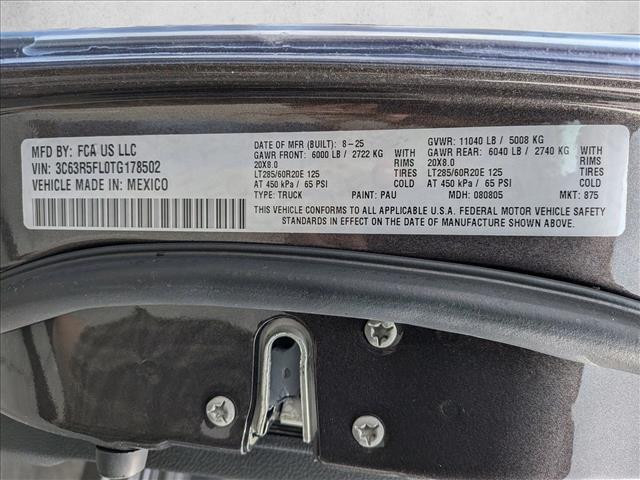 MFD BY: FCA US LLC
VIN: 3C63R5FL0TG178502
VEHICLE MADE IN: MEXICO
DATE OF MFR (BUILT): 8-25 GVWR: 11040 LB / 5008 KG
GAWR FRONT: 6000 LB / 2722 KG WITH GAWR REAR: 6040 LB / 2740 KG WITH
20X8.0 RIMS 20X8.0 RIMS
LT285/60R20E 125 TIRES LT285/60R20E 125 TIRES
AT 450 kPa / 65 PSI COLD AT 450 kPa / 65 PSI COLD
TYPE: TRUCK PAINT: PAU MDH: 080805 MKT: 875
THIS VEHICLE CONFORMS TO ALL APPLICABLE U.S.A. FEDERAL MOTOR VEHICLE SAFETY
STANDARDS IN EFFECT ON THE DATE OF MANUFACTURE SHOWN ABOVE.